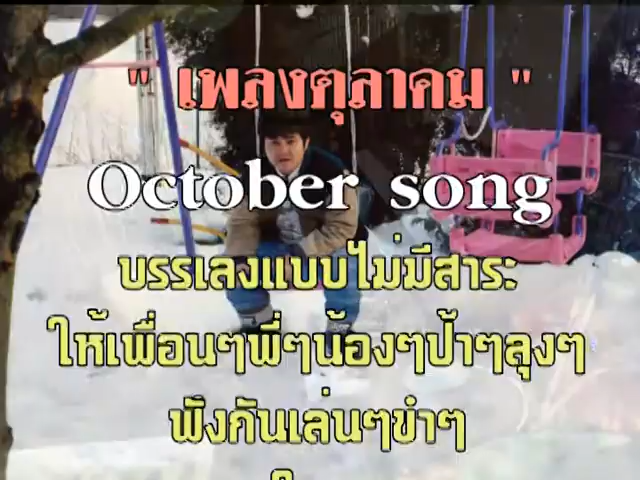 " เพลงตุลาคม "
October song
บรรเลงแบบไม่มีสาระ
ให้เพื่อนๆพี่ๆน้องๆป้าๆลุงๆ
ฟังกันเล่นๆขำๆ